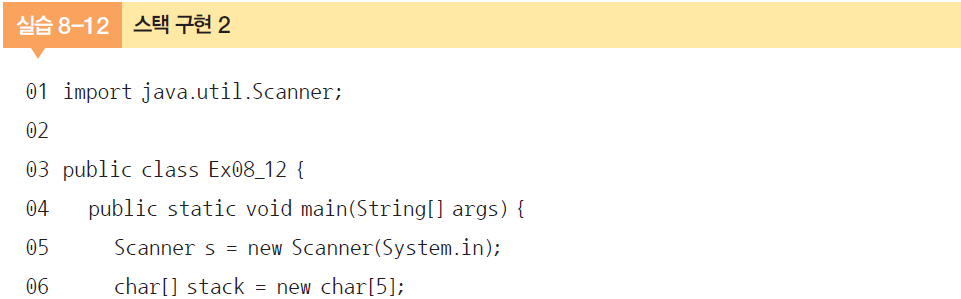 실습 8-12 스택 구현 2
01 import java.util.Scanner;
02
03 public class Ex08_12 {
04 public static void main(String[] args) {
05 Scanner s = new Scanner(System.in);
06 char[] stack = new char[5];